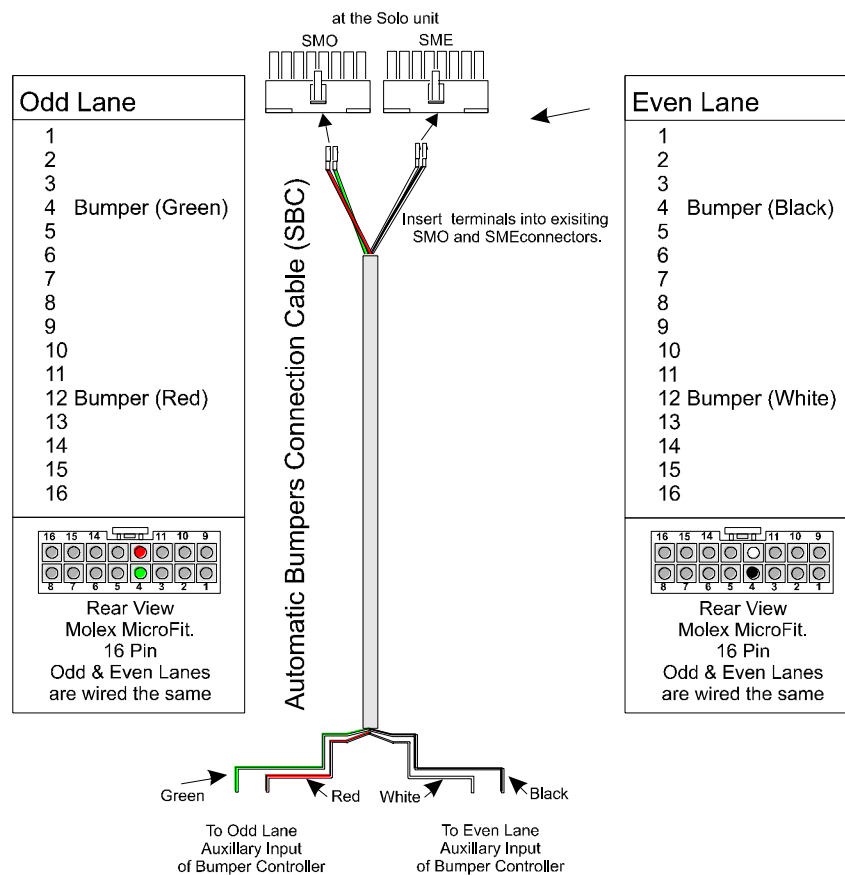 at the Solo unit
SMO
SME
Odd Lane
1
2
3
4 Bumper (Green)
5
6
7
8
9
10
11
12 Bumper (Red)
13
14
15
16
16 15 14 11 10 9
8 7 6 5 4 3 2 1
Rear View
Molex MicroFit.
16 Pin
Odd & Even Lanes
are wired the same
Automatic Bumpers Connection Cable (SBC)
Insert terminals into exisiting
SMO and SMEconnectors.
Even Lane
1
2
3
4 Bumper (Black)
5
6
7
8
9
10
11
12 Bumper (White)
13
14
15
16
16 15 14 11 10 9
8 7 6 5 4 3 2 1
Rear View
Molex MicroFit.
16 Pin
Odd & Even Lanes
are wired the same
Green
Red
White
Black
To Odd Lane
Auxillary Input
of Bumper Controller
To Even Lane
Auxillary Input
of Bumper Controller